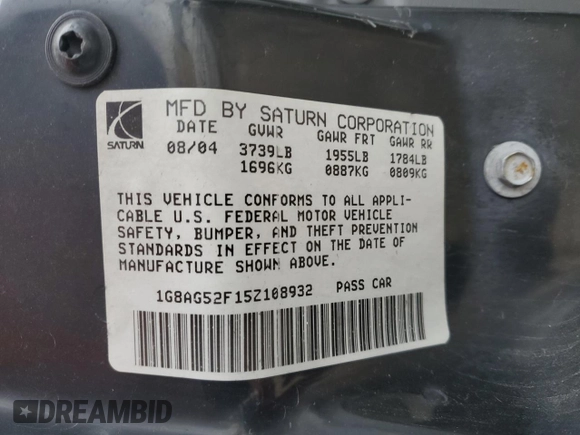 MFD BY SATURN CORPORATION
SATURN
DATE GVWR GAWR FRT GAWR RR
08/04 3739LB 1955LB 1784LB
1696KG 0887KG 0809KG
THIS VEHICLE CONFORMS TO ALL APPLI-
CABLE U.S. FEDERAL MOTOR VEHICLE
SAFETY, BUMPER, AND THEFT PREVENTION
STANDARDS IN EFFECT ON THE DATE OF
MANUFACTURE SHOWN ABOVE.
1G8AG52F15Z108932 PASS CAR
DREAMBID